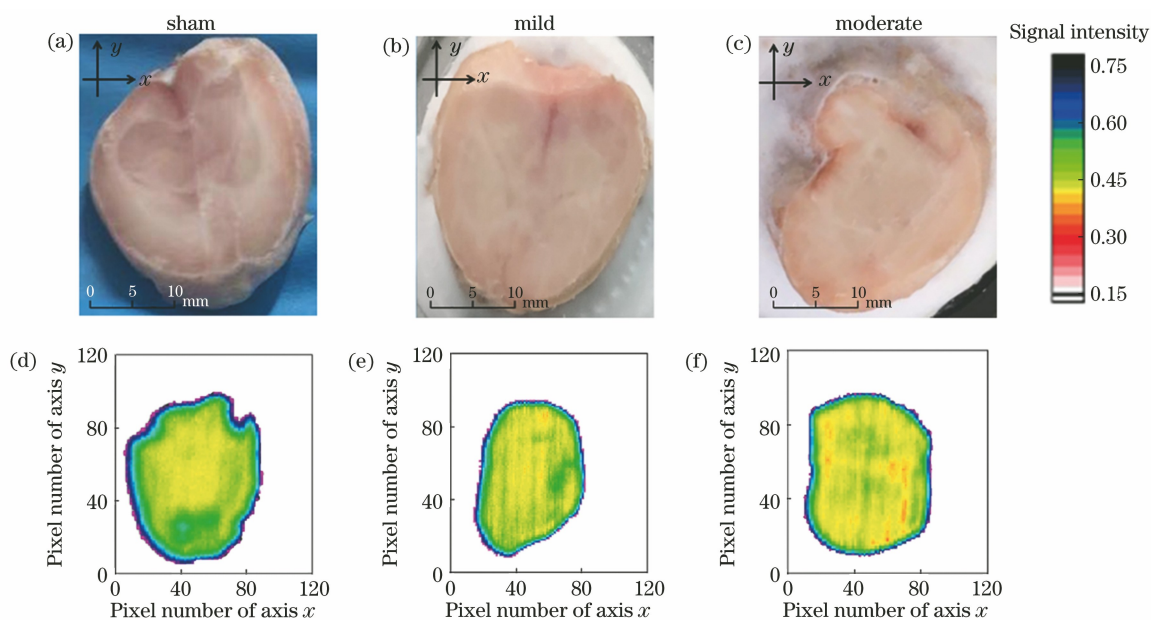 sham
mild
moderate
Signal intensity
(a)
y
x
(b)
y
x
(c)
y
x
0.75
0.60
0.45
0.30
0.15
0 5 10 mm
0 5 10 mm
0 5 10 mm
(d)
Pixel number of axis y
120
80
40
0
0 40 80 120
Pixel number of axis x
(e)
Pixel number of axis y
120
80
40
0
0 40 80 120
Pixel number of axis x
(f)
Pixel number of axis y
120
80
40
0
0 40 80 120
Pixel number of axis x